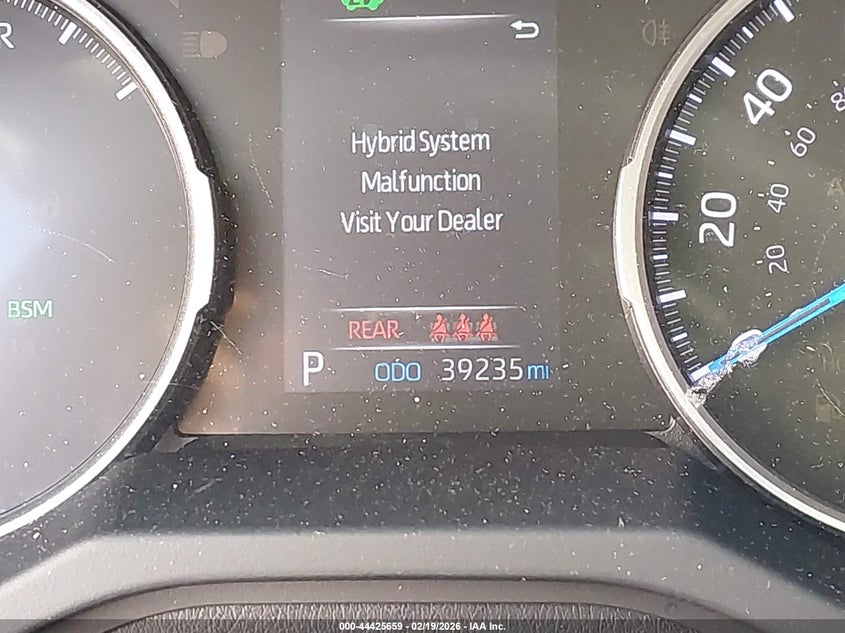 R
Hybrid System
Malfunction
Visit Your Dealer
BSM
REAR
P ODO 39235 mi
40
20
80
60
40
20
000-44425659 - 02/19/2026 - IAA Inc.